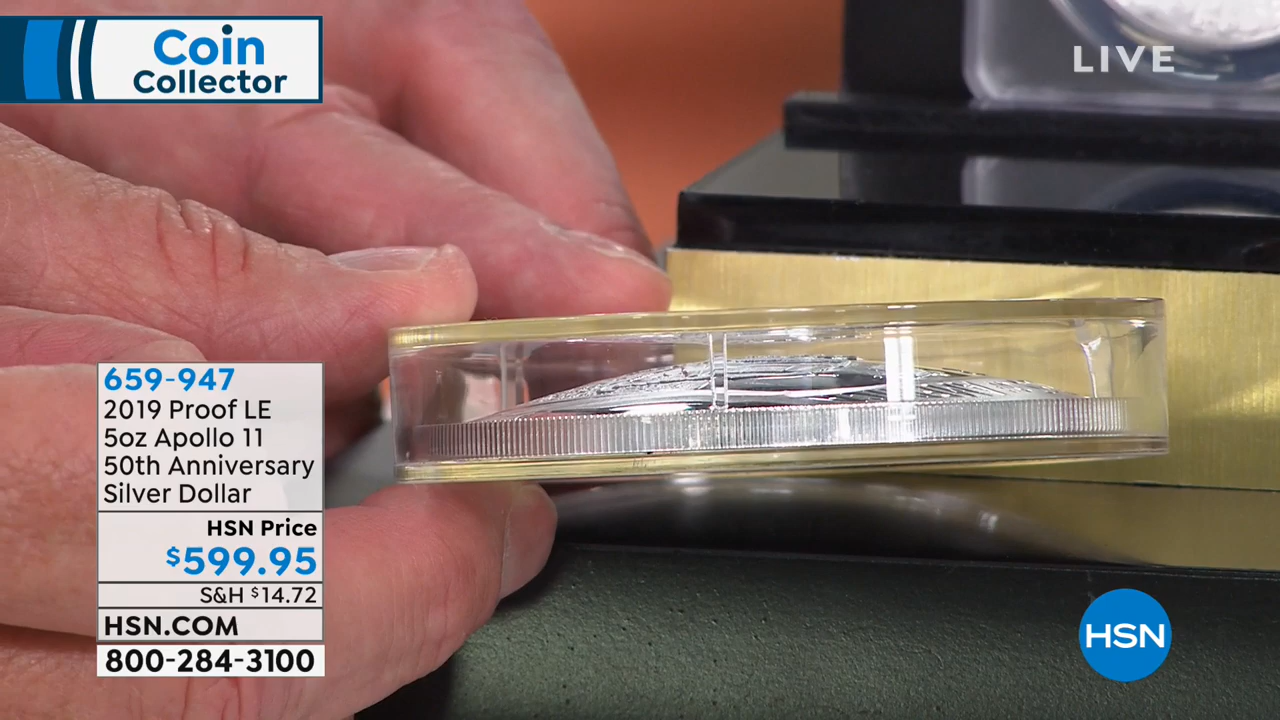 Coin
Collector
LIVE
659-947
2019 Proof LE
5oz Apollo 11
50th Anniversary
Silver Dollar
HSN Price
$599.95
S&H $14.72
HSN.COM
800-284-3100
HSN